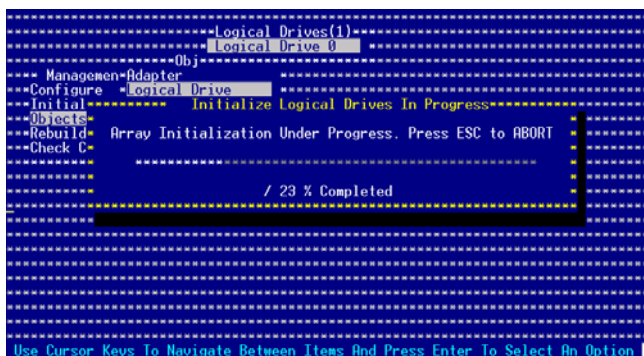 Logical Drives(1)
Logical Drive 0
Obj
Managemen Adapter
Configure Logical Drive
Initial Initialize Logical Drives In Progress
Objects
Rebuild Array Initialization Under Progress. Press ESC to ABORT
Check C
/ 23 % Completed
Use Cursor Keys To Navigate Between Items And Press Enter To Select An Option